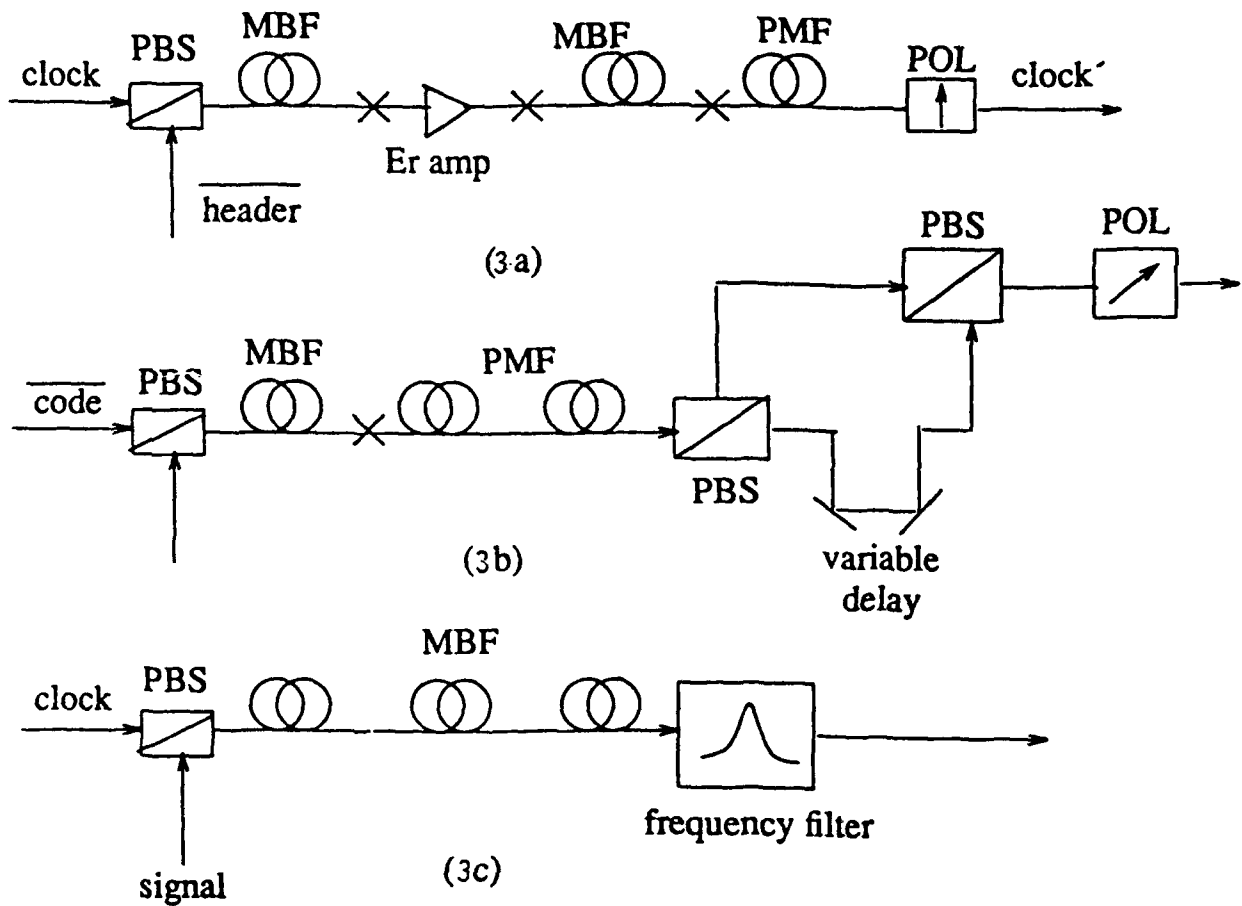 MBF
MBF
PMF
PBS
POL
clock
clock´
Er amp
header
(3a)
PBS
POL
MBF
PMF
PBS
code
PBS
variable
delay
(3b)
MBF
PBS
clock
frequency filter
signal
(3c)